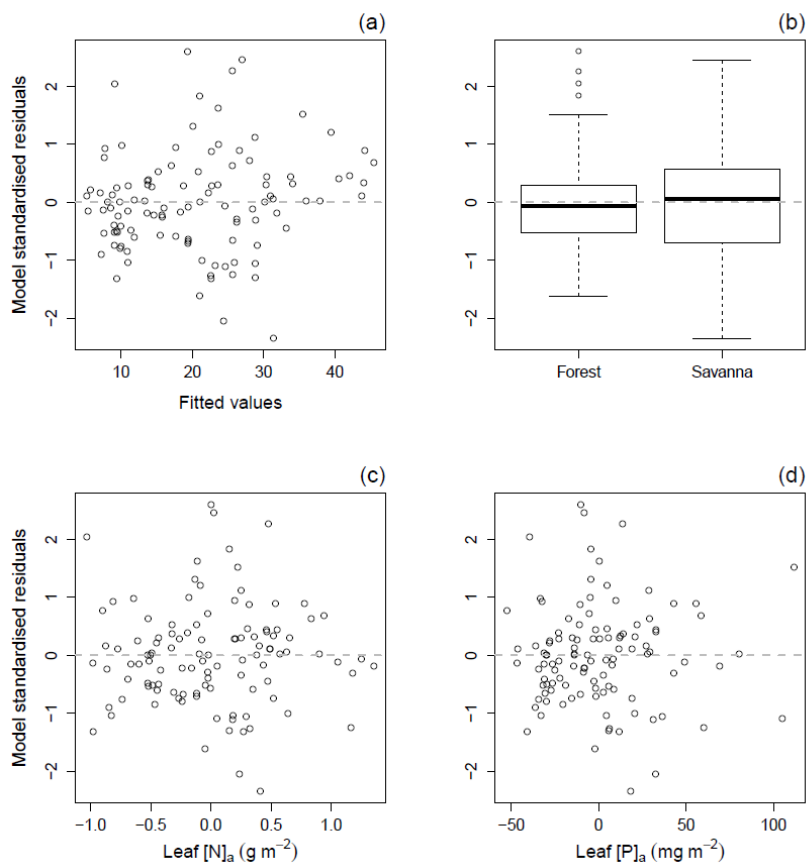 (a)
Model standardised residuals
2
1
0
−1
−2
10 20 30 40
Fitted values
(b)
2
1
0
−1
−2
Forest Savanna
(c)
Model standardised residuals
2
1
0
−1
−2
−1.0 −0.5 0.0 0.5 1.0
Leaf [N]a (g m−2)
(d)
2
1
0
−1
−2
−50 0 50 100
Leaf [P]a (mg m−2)